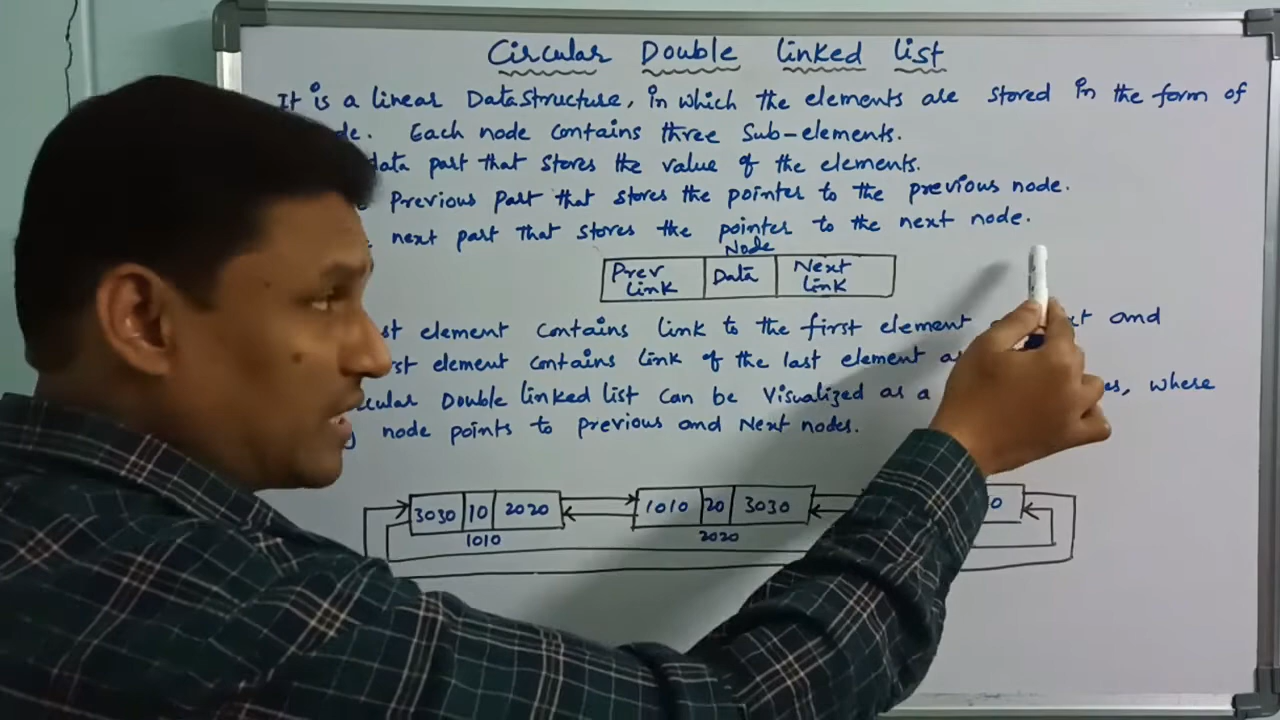 Circular Double linked list
It is a linear Datastructure, in which the elements are stored in the form of
Each node contains three Sub-elements.
data part that stores the value of the elements.
Previous part that stores the pointer to the previous node.
next part that stores the pointer to the next node.
Node
Prev Link Data Next Link
element contains link to the first element and
element contains link of the last element
Double linked list can be Visualized as a where
node points to previous and Next nodes.
3030 10 2020 1010 20 3030
1010 2020